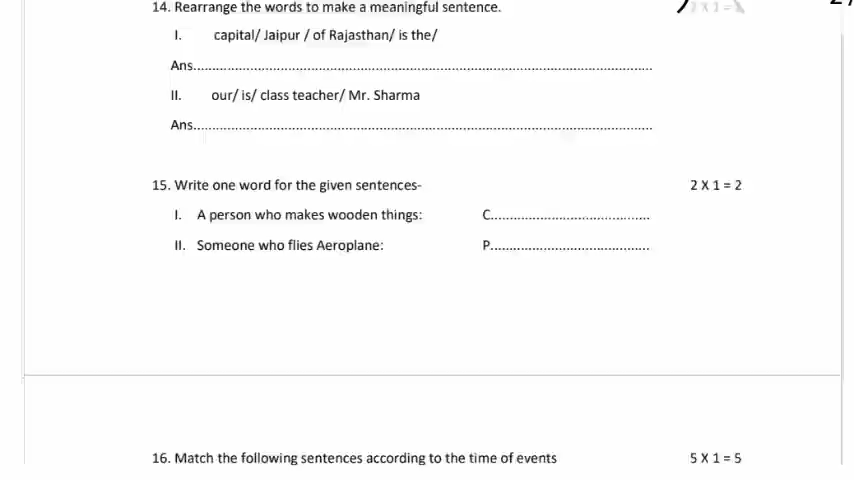 14. Rearrange the words to make a meaningful sentence. 2 X 1 =
I. capital/ Jaipur / of Rajasthan/ is the/
Ans.......................................................................................................................
II. our/ is/ class teacher/ Mr. Sharma
Ans.......................................................................................................................
15. Write one word for the given sentences- 2 X 1 = 2
I. A person who makes wooden things: C.........................................
II. Someone who flies Aeroplane: P.........................................
16. Match the following sentences according to the time of events 5 X 1 = 5